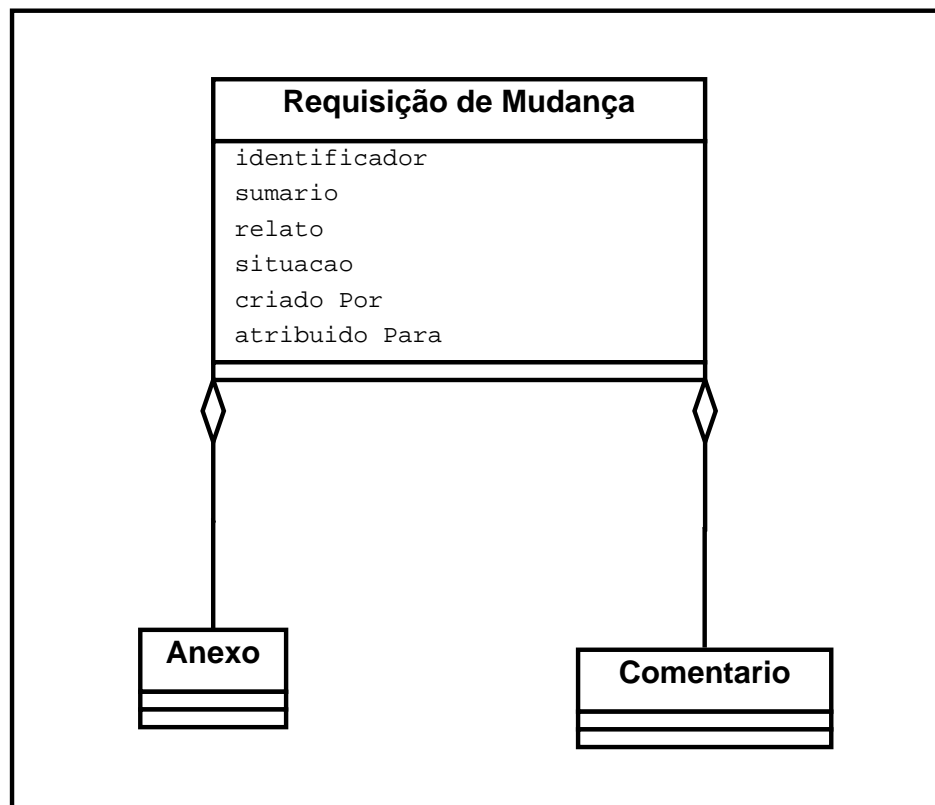 Requisição de Mudança
identificador
sumario
relato
situacao
criado Por
atribuido Para
Anexo
Comentario